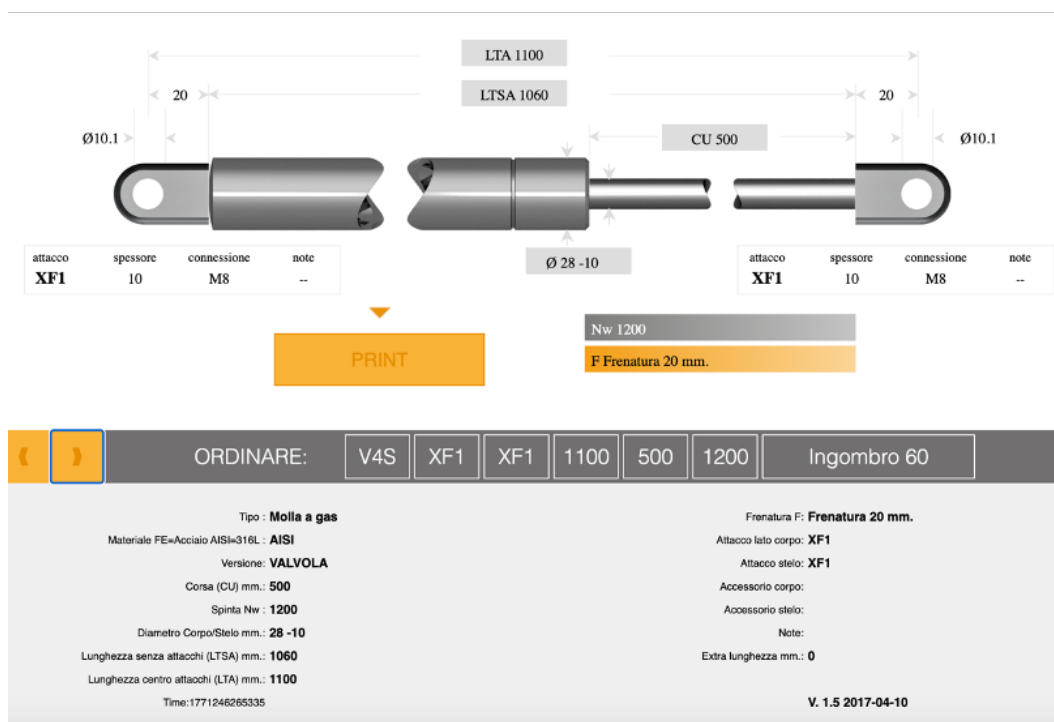 LTA 1100
20
LTSA 1060
20
Ø10.1
CU 500
Ø10.1
attacco spessore connessione note
XF1 10 M8 --
Ø 28 -10
attacco spessore connessione note
XF1 10 M8 --
Nw 1200
PRINT
F Frenatura 20 mm.
ORDINARE: V4S XF1 XF1 1100 500 1200 Ingombro 60
Tipo : Molla a gas
Materiale FE=Acciaio AISI=316L : AISI
Versione: VALVOLA
Corsa (CU) mm.: 500
Spinta Nw : 1200
Diametro Corpo/Stelo mm.: 28 -10
Lunghezza senza attacchi (LTSA) mm.: 1060
Lunghezza centro attacchi (LTA) mm.: 1100
Time:1771246265335
Frenatura F: Frenatura 20 mm.
Attacco lato corpo: XF1
Attacco stelo: XF1
Accessorio corpo:
Accessorio stelo:
Note:
Extra lunghezza mm.: 0
V. 1.5 2017-04-10